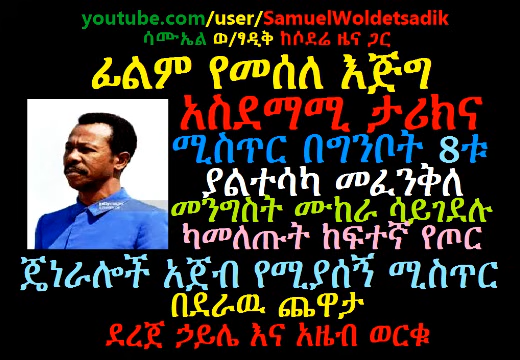 youtube.com/user/SamuelWoldetsadik
ሳሙኤል ወ/ፃዲቅ ከሶደሬ ዜና ጋር
ፊልም የመሰለ እጅግ
አስደማሚ ታሪክና
ሚስጥር በግንቦት 8ቱ
ያልተሳካ መፈንቅለ
መንግስት ሙከራ ሳይገደሉ
ካመለጡት ከፍተኛ የጦር
ጄነራሎች አጀብ የሚያሰኝ ሚስጥር
በደራዉ ጨዋታ
ደረጀ ኃይሌ እና አዜብ ወርቁ